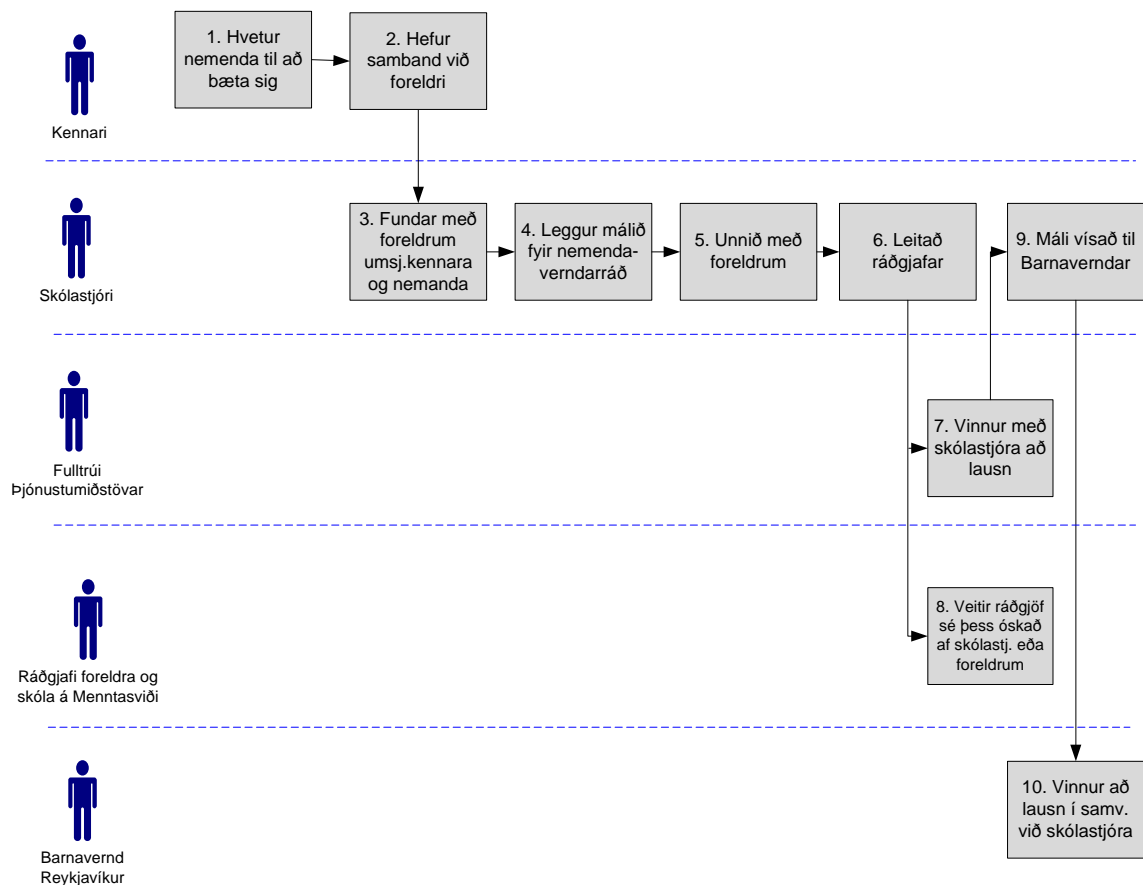 1. Hvetur
nemenda til að
bæta sig
2. Hefur
samband við
foreldri
Kennari
3. Fundar með
foreldrum
umsj.kennara
og nemanda
4. Leggur málið
fyir nemenda-
verndarráð
5. Unnið með
foreldrum
6. Leitað
ráðgjafar
9. Máli vísað til
Barnaverndar
Skólastjóri
7. Vinnur með
skólastjóra að
lausn
Fulltrúi
Þjónustumiðstövar
8. Veitir ráðgjöf
sé þess óskað
af skólastj. eða
foreldrum
Ráðgjafi foreldra og
skóla á Menntasviði
10. Vinnur að
lausn í samv.
við skólastjóra
Barnavernd
Reykjavíkur